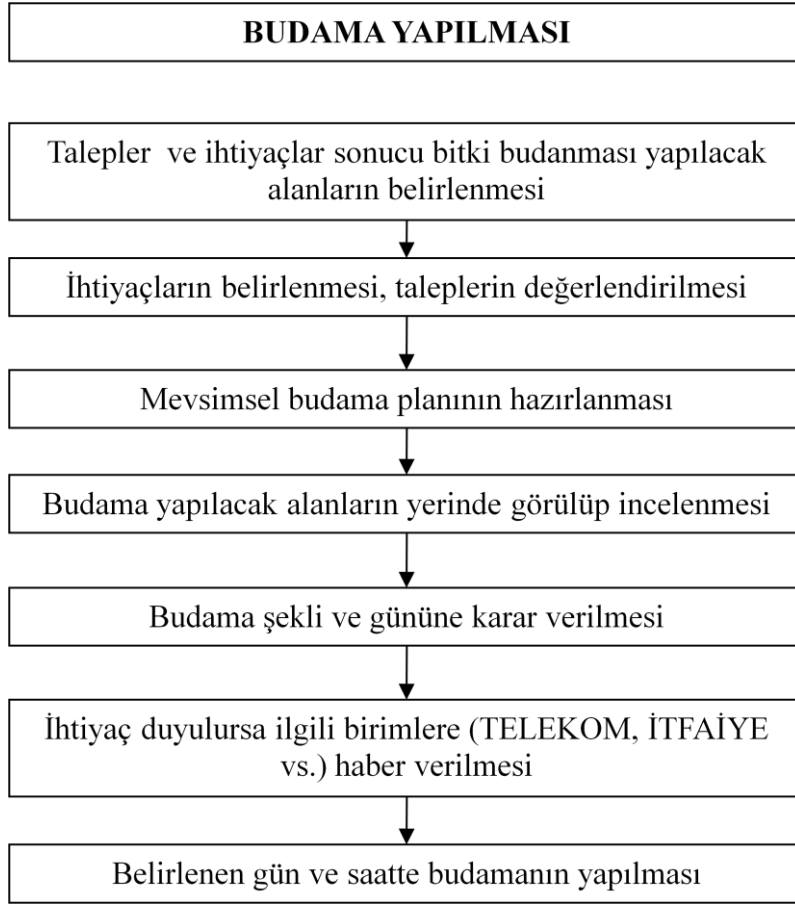 BUDAMA YAPILMASI
Talepler ve ihtiyaçlar sonucu bitki budanması yapılacak
alanların belirlenmesi
İhtiyaçların belirlenmesi, taleplerin değerlendirilmesi
Mevsimsel budama planının hazırlanması
Budama yapılacak alanların yerinde görülüp incelenmesi
Budama şekli ve gününe karar verilmesi
İhtiyaç duyulursa ilgili birimlere (TELEKOM, İTFAİYE
vs.) haber verilmesi
Belirlenen gün ve saatte budamanın yapılması